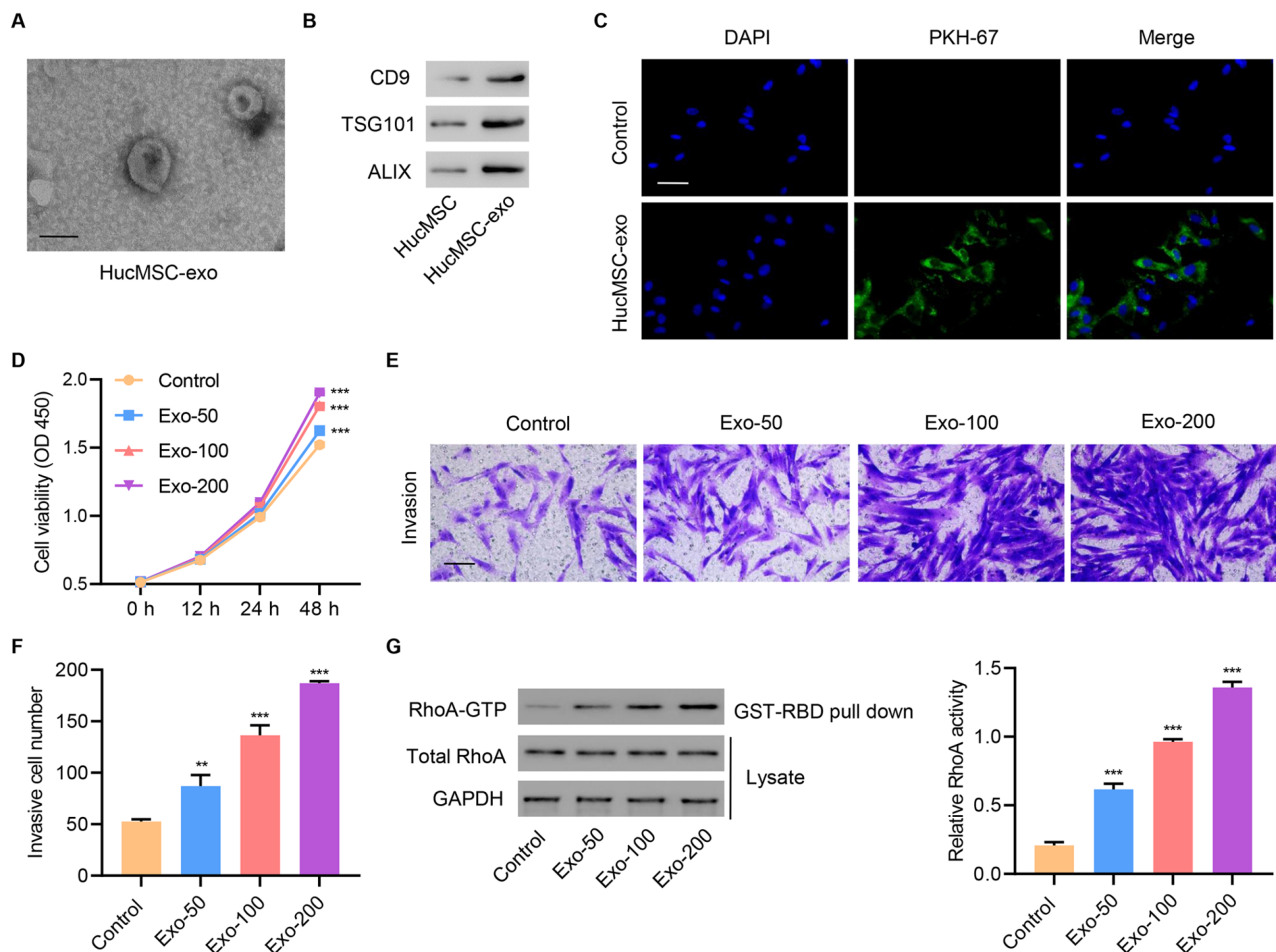 A
HucMSC-exo
B
CD9
TSG101
ALIX
HucMSC
HucMSC-exo
C
DAPI
PKH-67
Merge
Control
HucMSC-exo
D
Control
Exo-50
Exo-100
Exo-200
Cell viability (OD 450)
2.0
1.5
1.0
0.5
0 h
12 h
24 h
48 h
***
***
***
E
Control
Exo-50
Exo-100
Exo-200
Invasion
F
Invasive cell number
200
150
100
50
0
**
***
***
Control
Exo-50
Exo-100
Exo-200
G
RhoA-GTP
GST-RBD pull down
Total RhoA
Lysate
GAPDH
Control
Exo-50
Exo-100
Exo-200
Relative RhoA activity
1.5
1.0
0.5
0.0
***
***
***
Control
Exo-50
Exo-100
Exo-200